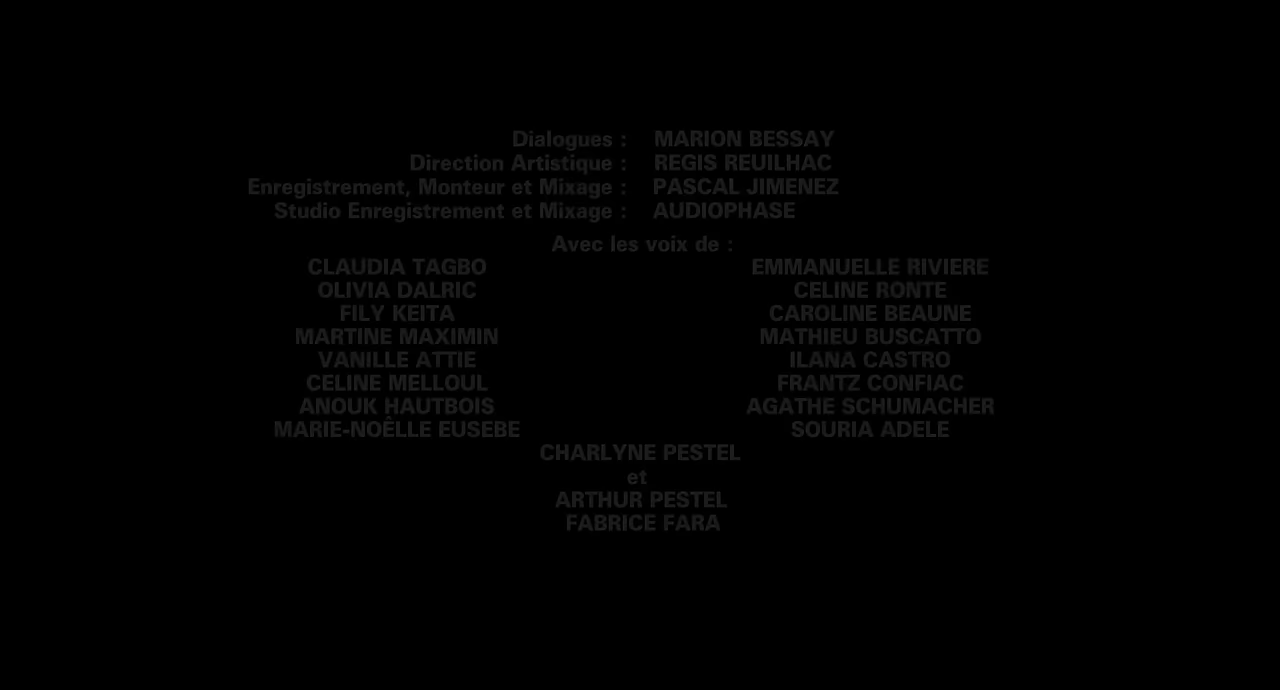 Dialogues : MARION BESSAY
Direction Artistique : REGIS REUILHAC
Enregistrement, Monteur et Mixage : PASCAL JIMENEZ
Studio Enregistrement et Mixage : AUDIOPHASE
Avec les voix de :
CLAUDIA TAGBO EMMANUELLE RIVIERE
OLIVIA DALRIC CELINE RONTE
FILY KEITA CAROLINE BEAUNE
MARTINE MAXIMIN MATHIEU BUSCATTO
VANILLE ATTIE ILANA CASTRO
CELINE MELLOUL FRANTZ CONFIAC
ANOUK HAUTBOIS AGATHE SCHUMACHER
MARIE-NOÊLLE EUSEBE SOURIA ADELE
CHARLYNE PESTEL
et
ARTHUR PESTEL
FABRICE FARA